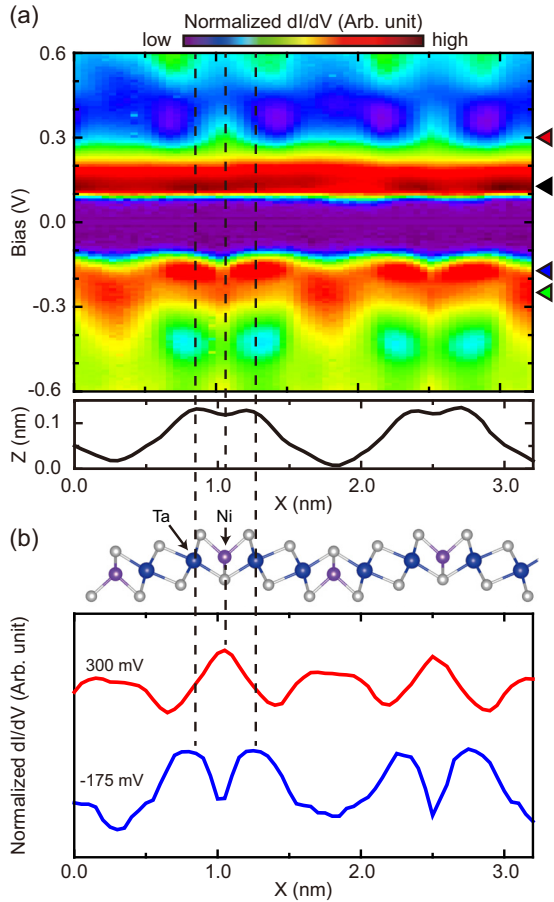 (a)
Normalized dI/dV (Arb. unit)
low high
0.6
0.3
0.0
-0.3
-0.6
Bias (V)
0.1
0.0
Z (nm)
0.0 1.0 2.0 3.0
X (nm)
(b)
Ta Ni
300 mV
-175 mV
Normalized dI/dV (Arb. unit)
0.0 1.0 2.0 3.0
X (nm)